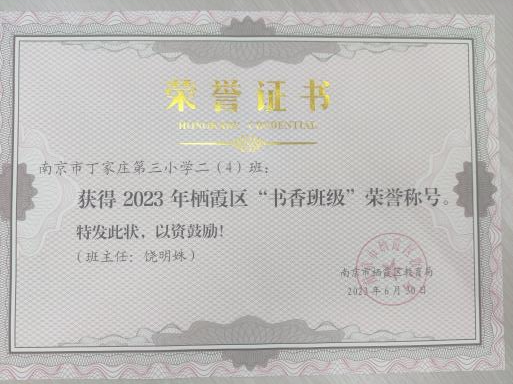 荣誉证书
HONORARY CREDENTIAL
南京市丁家庄第三小学二（4）班：
获得 2023 年栖霞区“书香班级”荣誉称号。
特发此状，以资鼓励！
（班主任：饶明姝）
南京市栖霞区教育局
2023 年 6 月 30 日